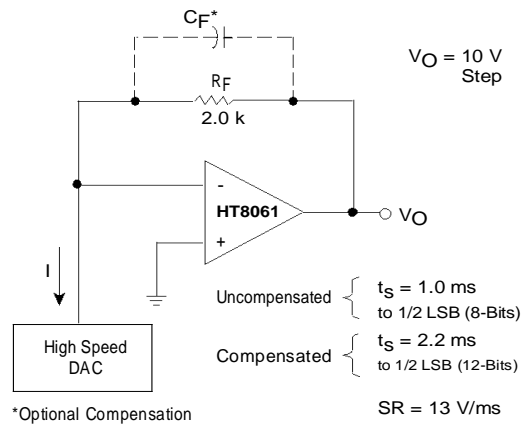 CF*
VO = 10 V
Step
RF
2.0 k
-
HT8061
+
VO
I
Uncompensated
ts = 1.0 ms
to 1/2 LSB (8-Bits)
High Speed
DAC
Compensated
ts = 2.2 ms
to 1/2 LSB (12-Bits)
*Optional Compensation
SR = 13 V/ms